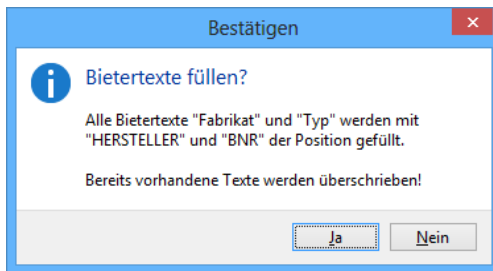 Bestätigen
Bietertexte füllen?
Alle Bietertexte "Fabrikat" und "Typ" werden mit
"HERSTELLER" und "BNR" der Position gefüllt.
Bereits vorhandene Texte werden überschrieben!
Ja
Nein